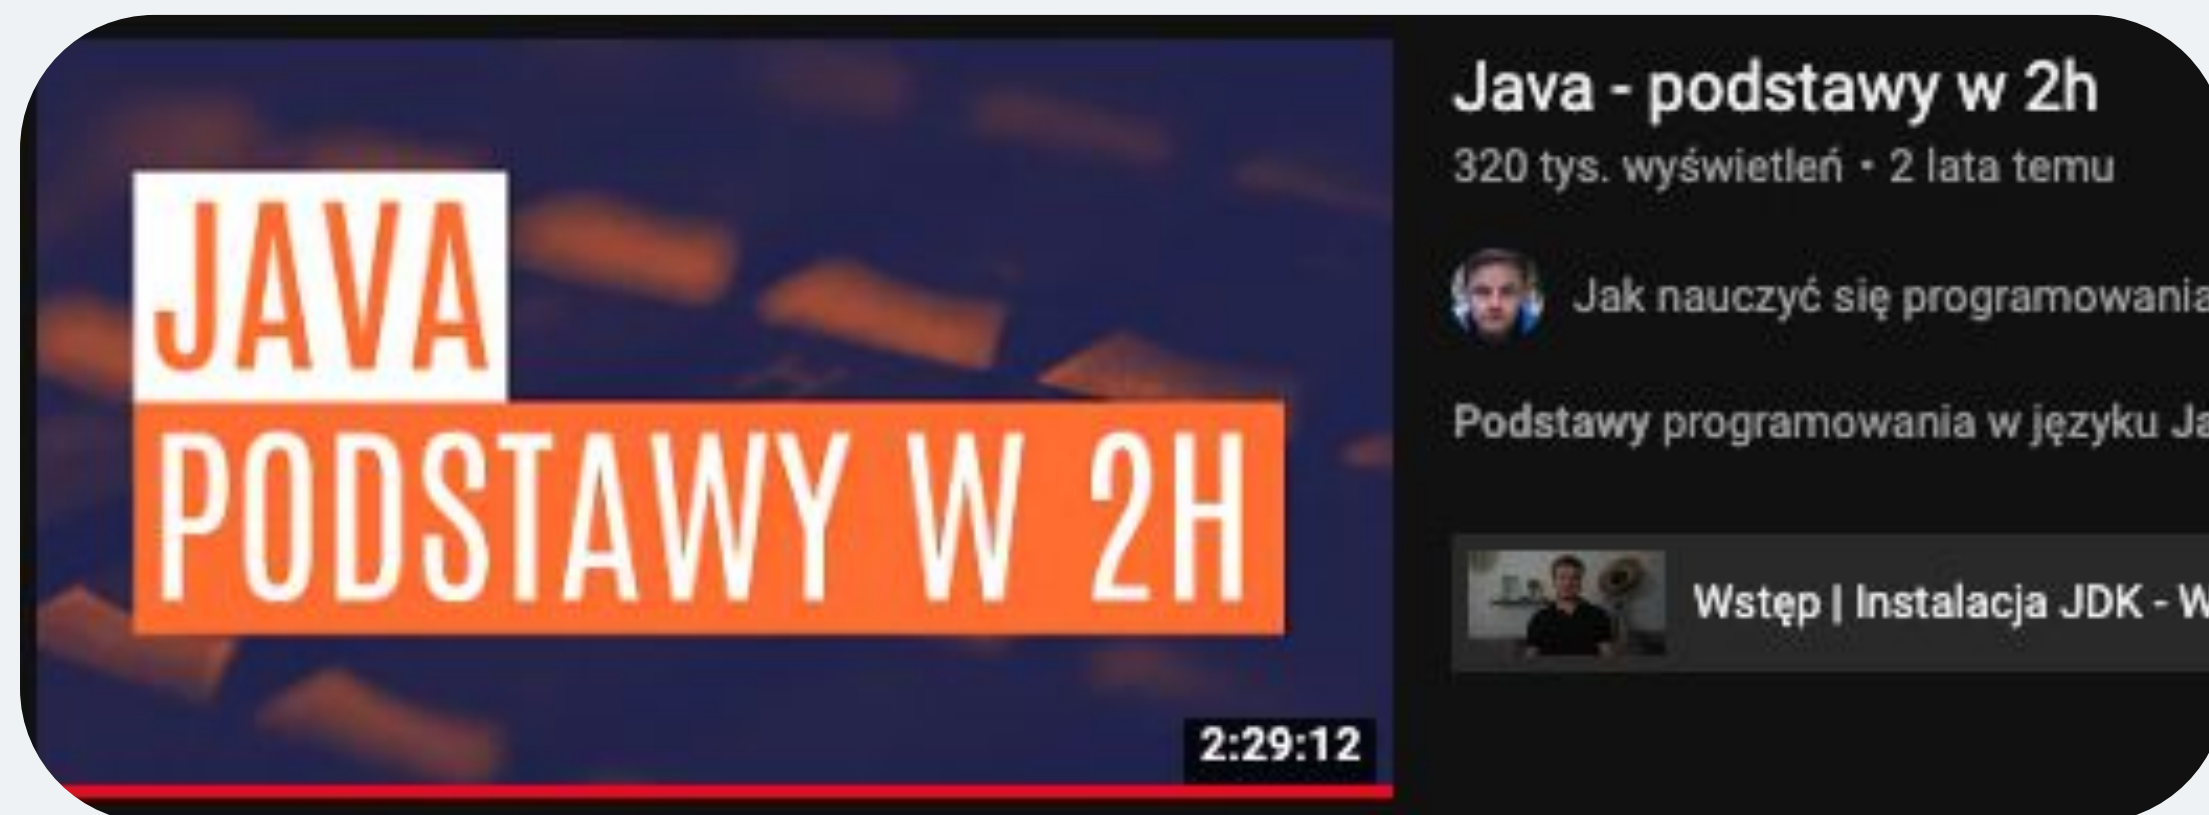 JAVA
PODSTAWY W 2H
2:29:12
Java - podstawy w 2h
320 tys. wyświetleń • 2 lata temu
Jak nauczyć się programowania
Podstawy programowania w języku Ja
Wstęp | Instalacja JDK - W